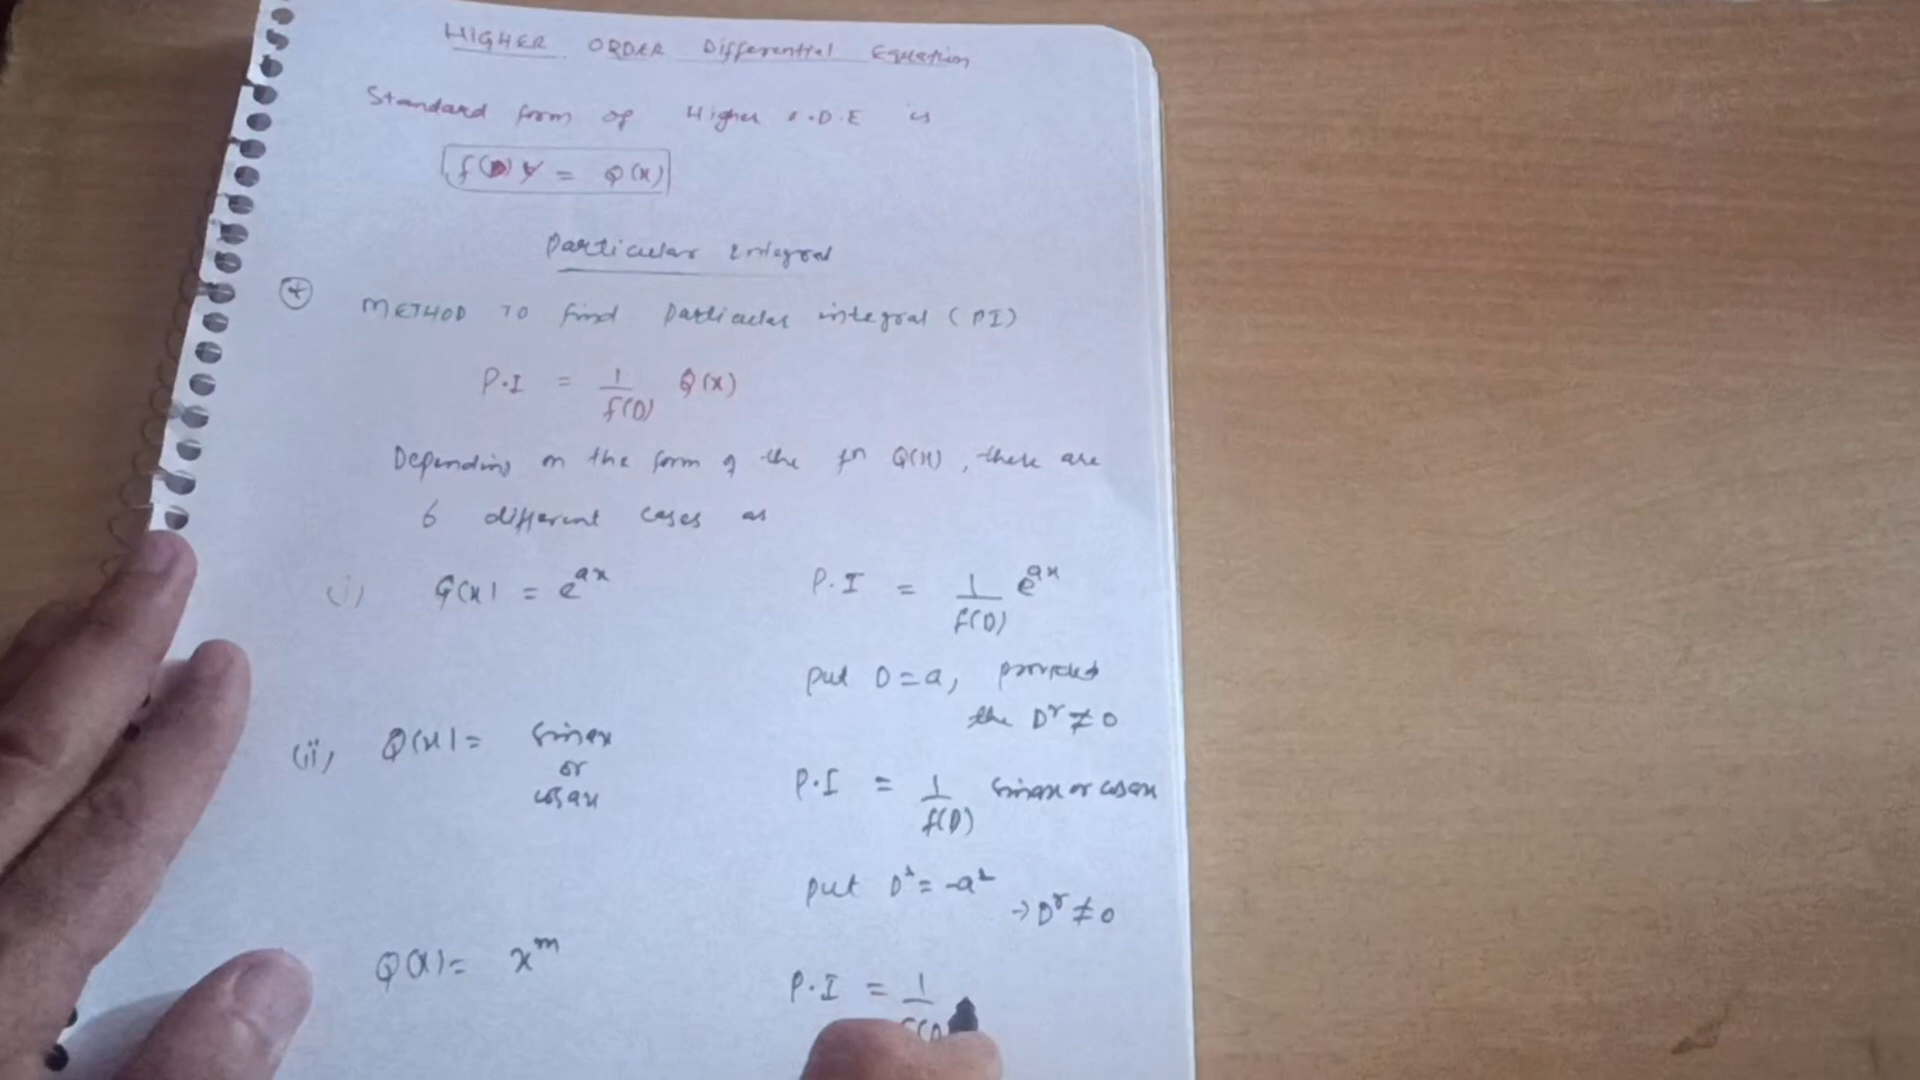 HIGHER ORDER Differential Equation
Standard form of Higher O.D.E is
f(D) y = Q(x)
Particular Integral
* METHOD TO find Particular integral (PI)
P.I = 1/f(D) Q(x)
Depending on the form of the fn Q(x), there are
6 different cases as
(i) Q(x) = e^ax P.I = 1/f(D) e^ax
put D=a, provided
the Dʳ ≠ 0
(ii) Q(x) = sinax or cosax P.I = 1/f(D) sinax or cosax
put D² = -a² → Dʳ ≠ 0
Q(x) = x^m P.I = 1/f(D